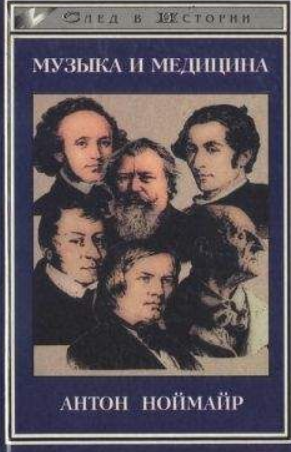 След в Истории
МУЗЫКА И МЕДИЦИНА
АНТОН НОЙМАЙР